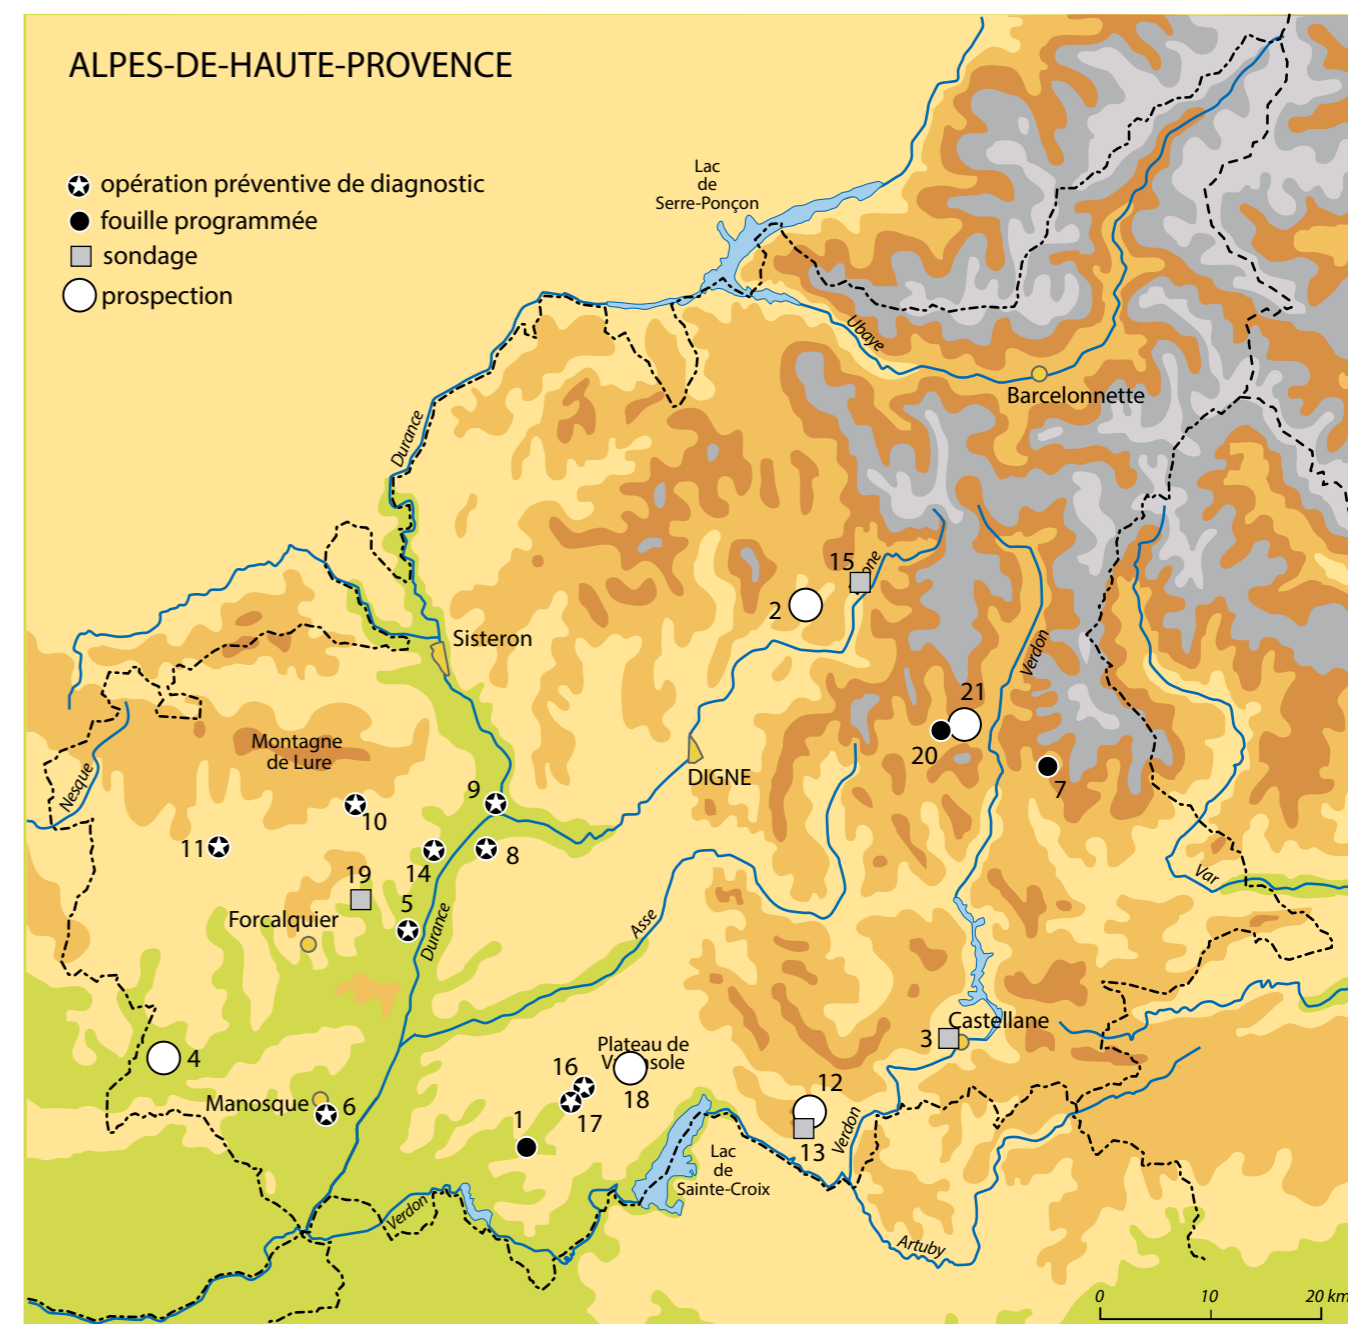 ALPES-DE-HAUTE-PROVENCE
opération préventive de diagnostic
fouille programmée
sondage
prospection
Lac
de
Serre-Ponçon
Ubaye
Barcelonnette
Durance
15
2
Sisteron
Verdon
21
20
7
Montagne
de Lure
DIGNE
Nesque
9
10
11
14
8
19
5
Forcalquier
Durance
Asse
Var
3
Castellane
4
Plateau de
18
16
17
12
13
Manosque
6
1
Verdon
Lac
de
Sainte-Croix
Verdon
Artuby
0 10 20 km